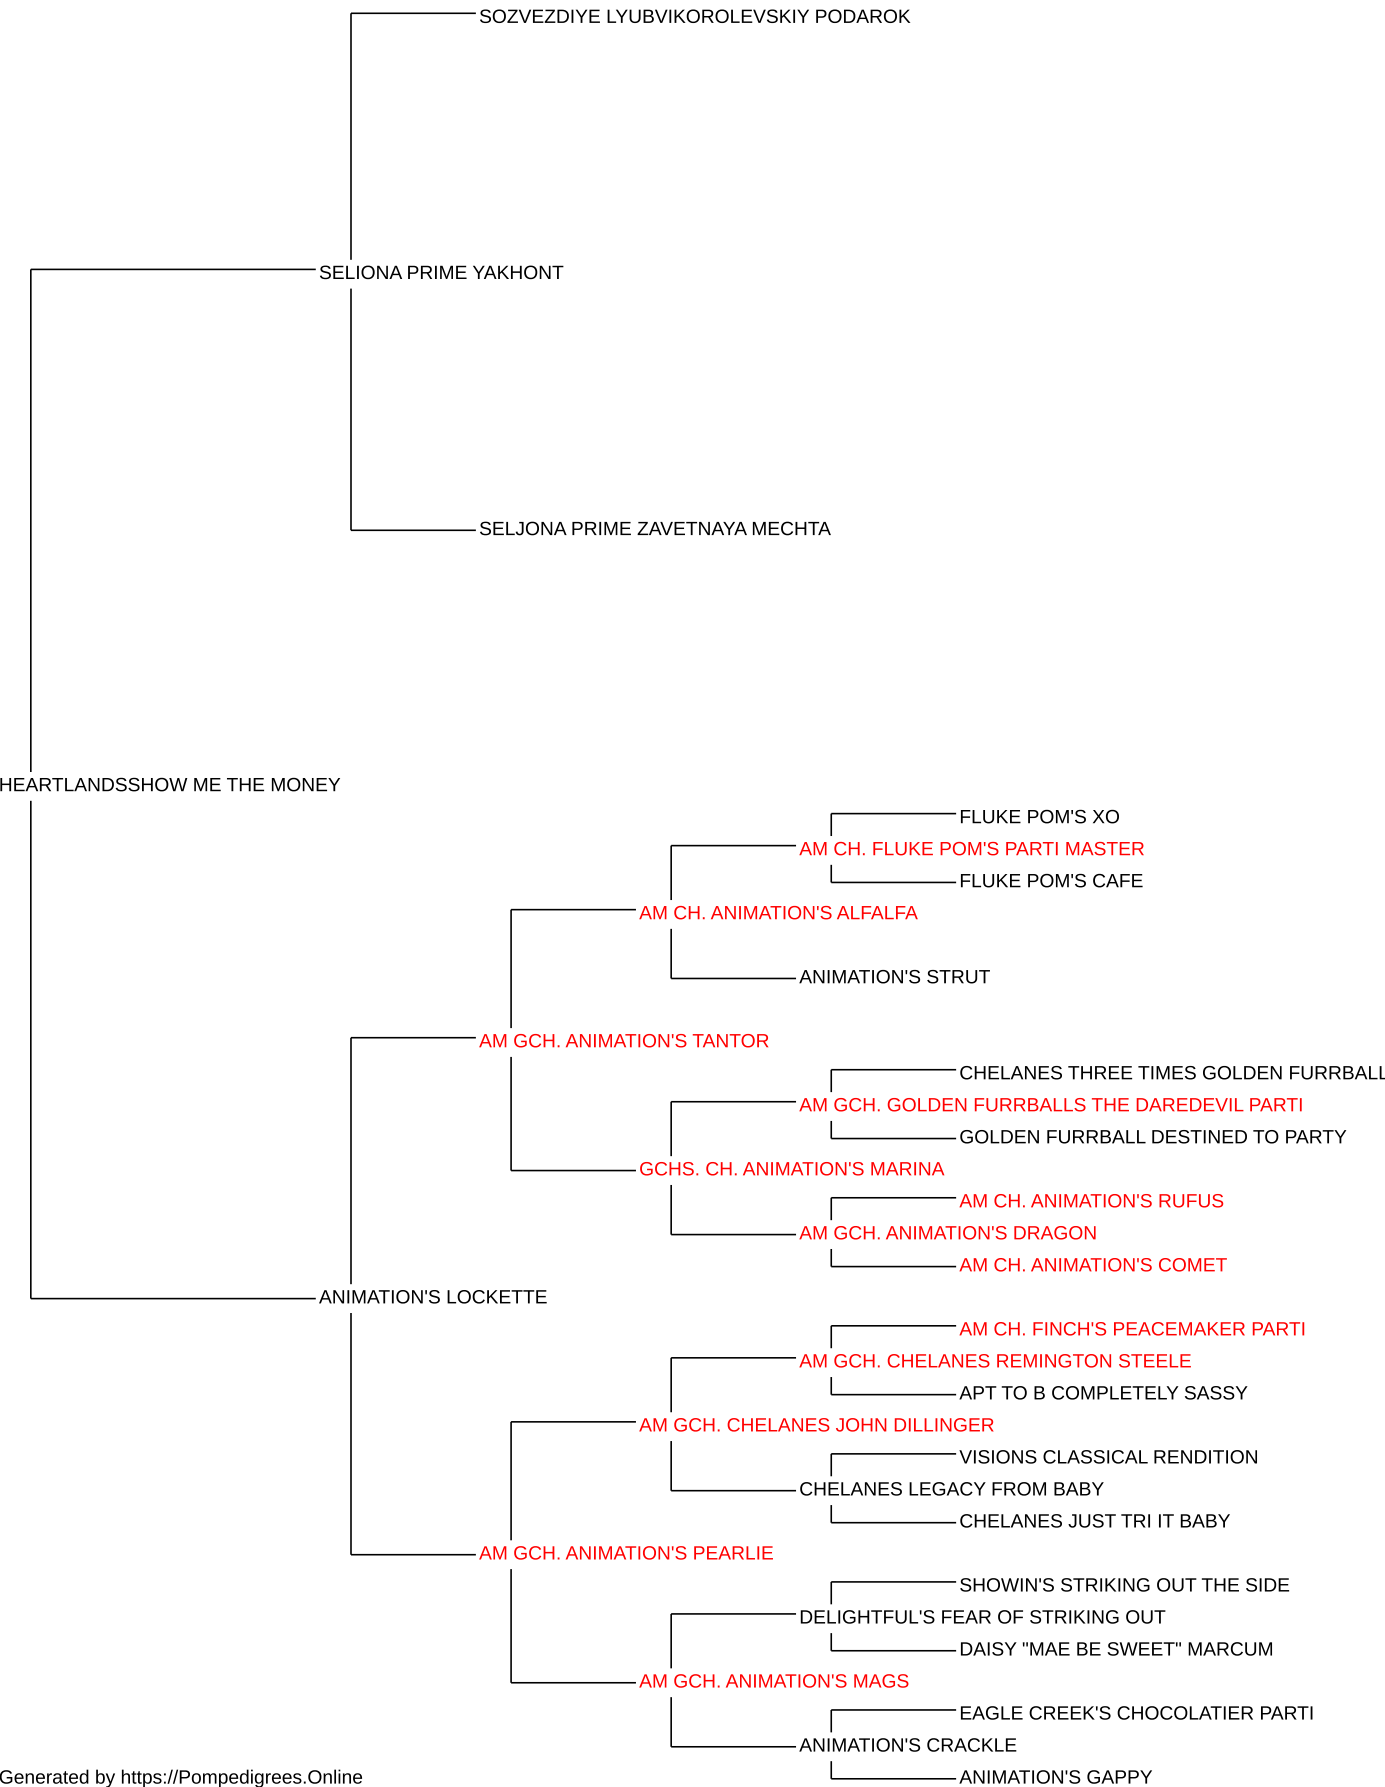 SOZVEZDIYE LYUBVIKOROLEVSKIY PODAROK
SELIONA PRIME YAKHONT
SELJONA PRIME ZAVETNAYA MECHTA
HEARTLANDSSHOW ME THE MONEY
FLUKE POM'S XO
AM CH. FLUKE POM'S PARTI MASTER
FLUKE POM'S CAFE
AM CH. ANIMATION'S ALFALFA
ANIMATION'S STRUT
AM GCH. ANIMATION'S TANTOR
CHELANES THREE TIMES GOLDEN FURRBALL
AM GCH. GOLDEN FURRBALLS THE DAREDEVIL PARTI
GOLDEN FURRBALL DESTINED TO PARTY
GCHS. CH. ANIMATION'S MARINA
AM CH. ANIMATION'S RUFUS
AM GCH. ANIMATION'S DRAGON
AM CH. ANIMATION'S COMET
ANIMATION'S LOCKETTE
AM CH. FINCH'S PEACEMAKER PARTI
AM GCH. CHELANES REMINGTON STEELE
APT TO B COMPLETELY SASSY
AM GCH. CHELANES JOHN DILLINGER
VISIONS CLASSICAL RENDITION
CHELANES LEGACY FROM BABY
CHELANES JUST TRI IT BABY
AM GCH. ANIMATION'S PEARLIE
SHOWIN'S STRIKING OUT THE SIDE
DELIGHTFUL'S FEAR OF STRIKING OUT
DAISY "MAE BE SWEET" MARCUM
AM GCH. ANIMATION'S MAGS
EAGLE CREEK'S CHOCOLATIER PARTI
ANIMATION'S CRACKLE
ANIMATION'S GAPPY
Generated by https://Pompedigrees.Online